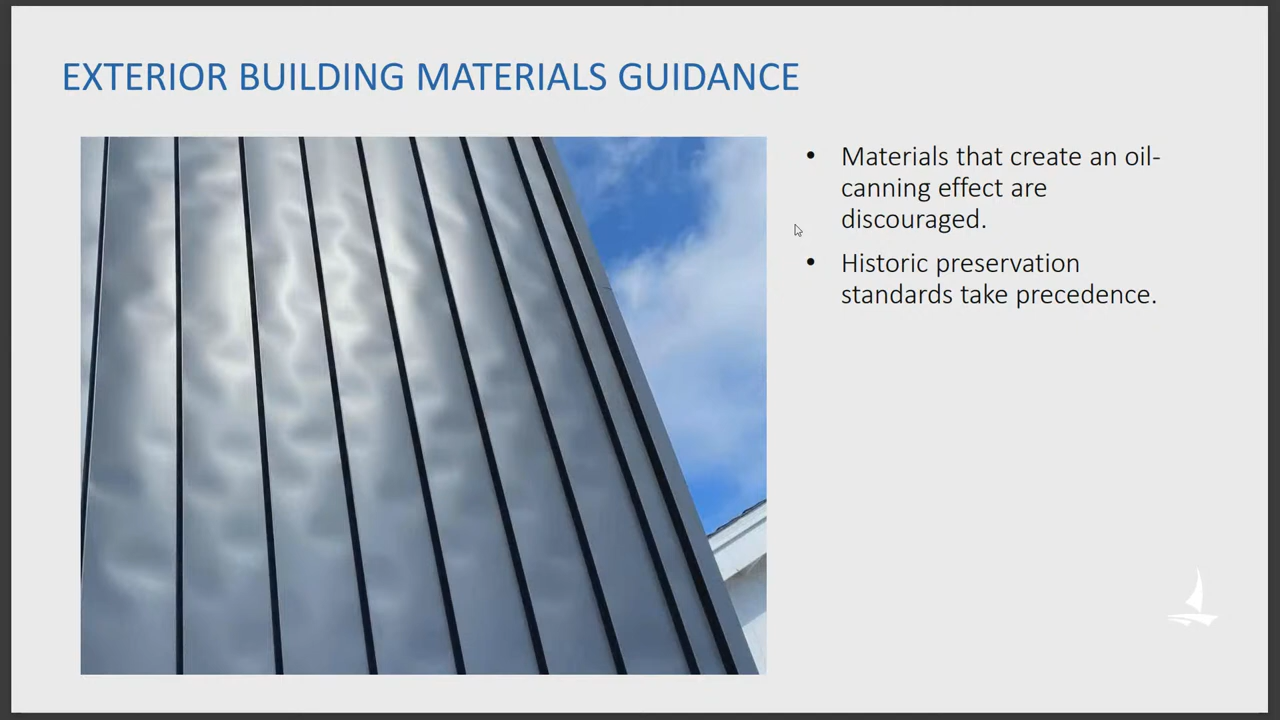 EXTERIOR BUILDING MATERIALS GUIDANCE
• Materials that create an oil-
canning effect are
discouraged.
• Historic preservation
standards take precedence.